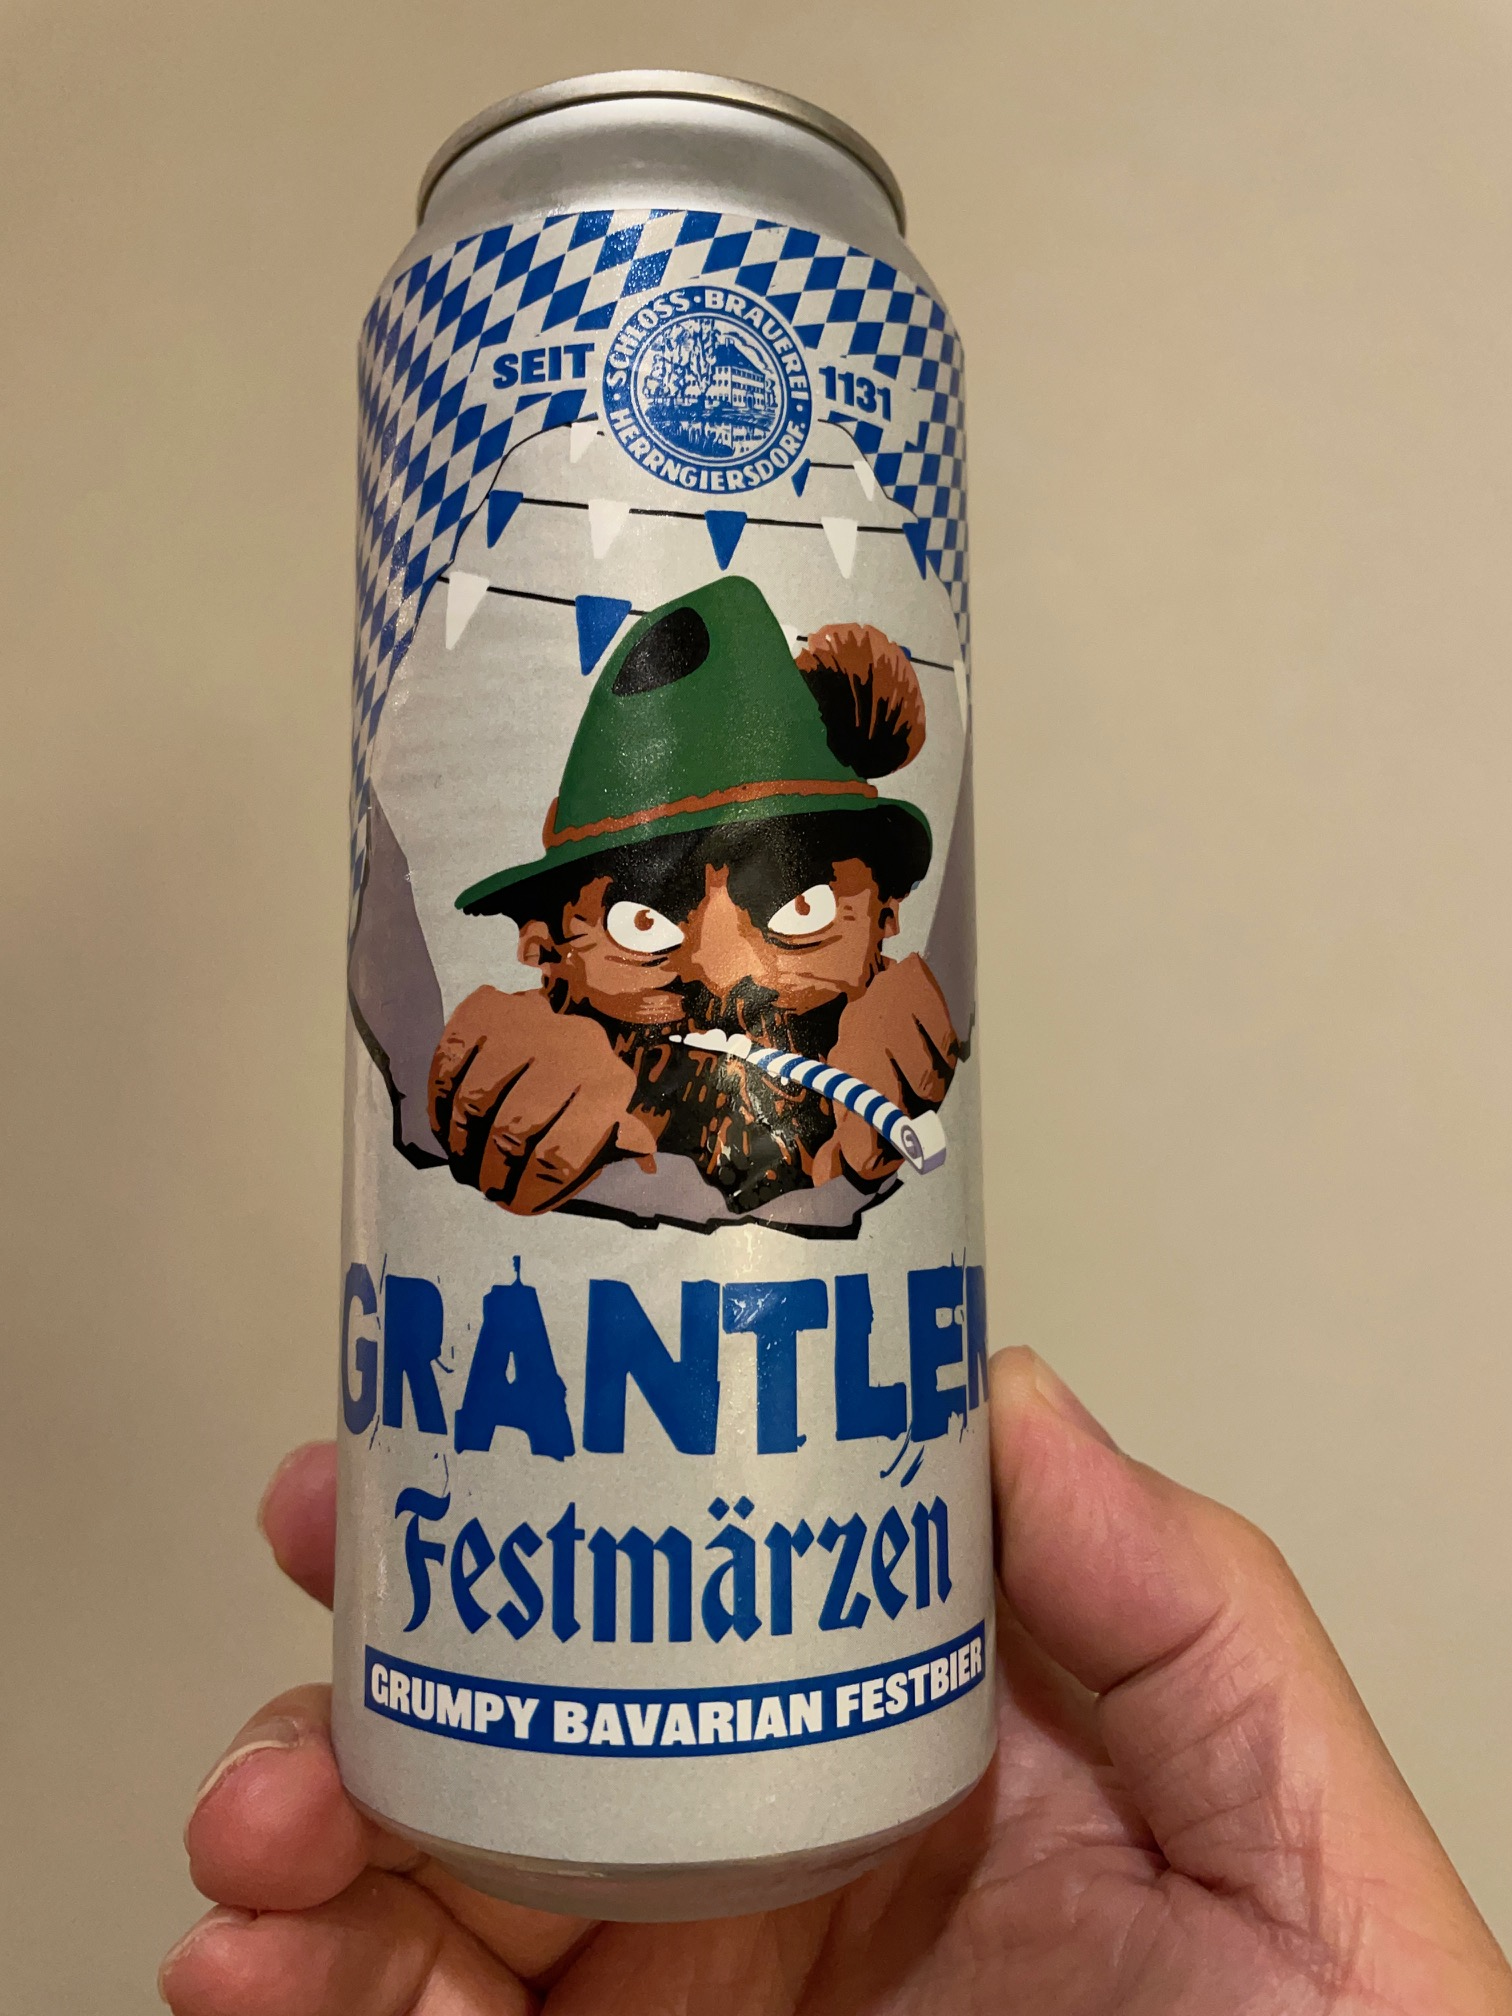 SEIT
SCHLOSS·BRAUEREI
·HERRNGIERSDORF·
1131
GRANTLER
Festmärzen
GRUMPY BAVARIAN FESTBIER